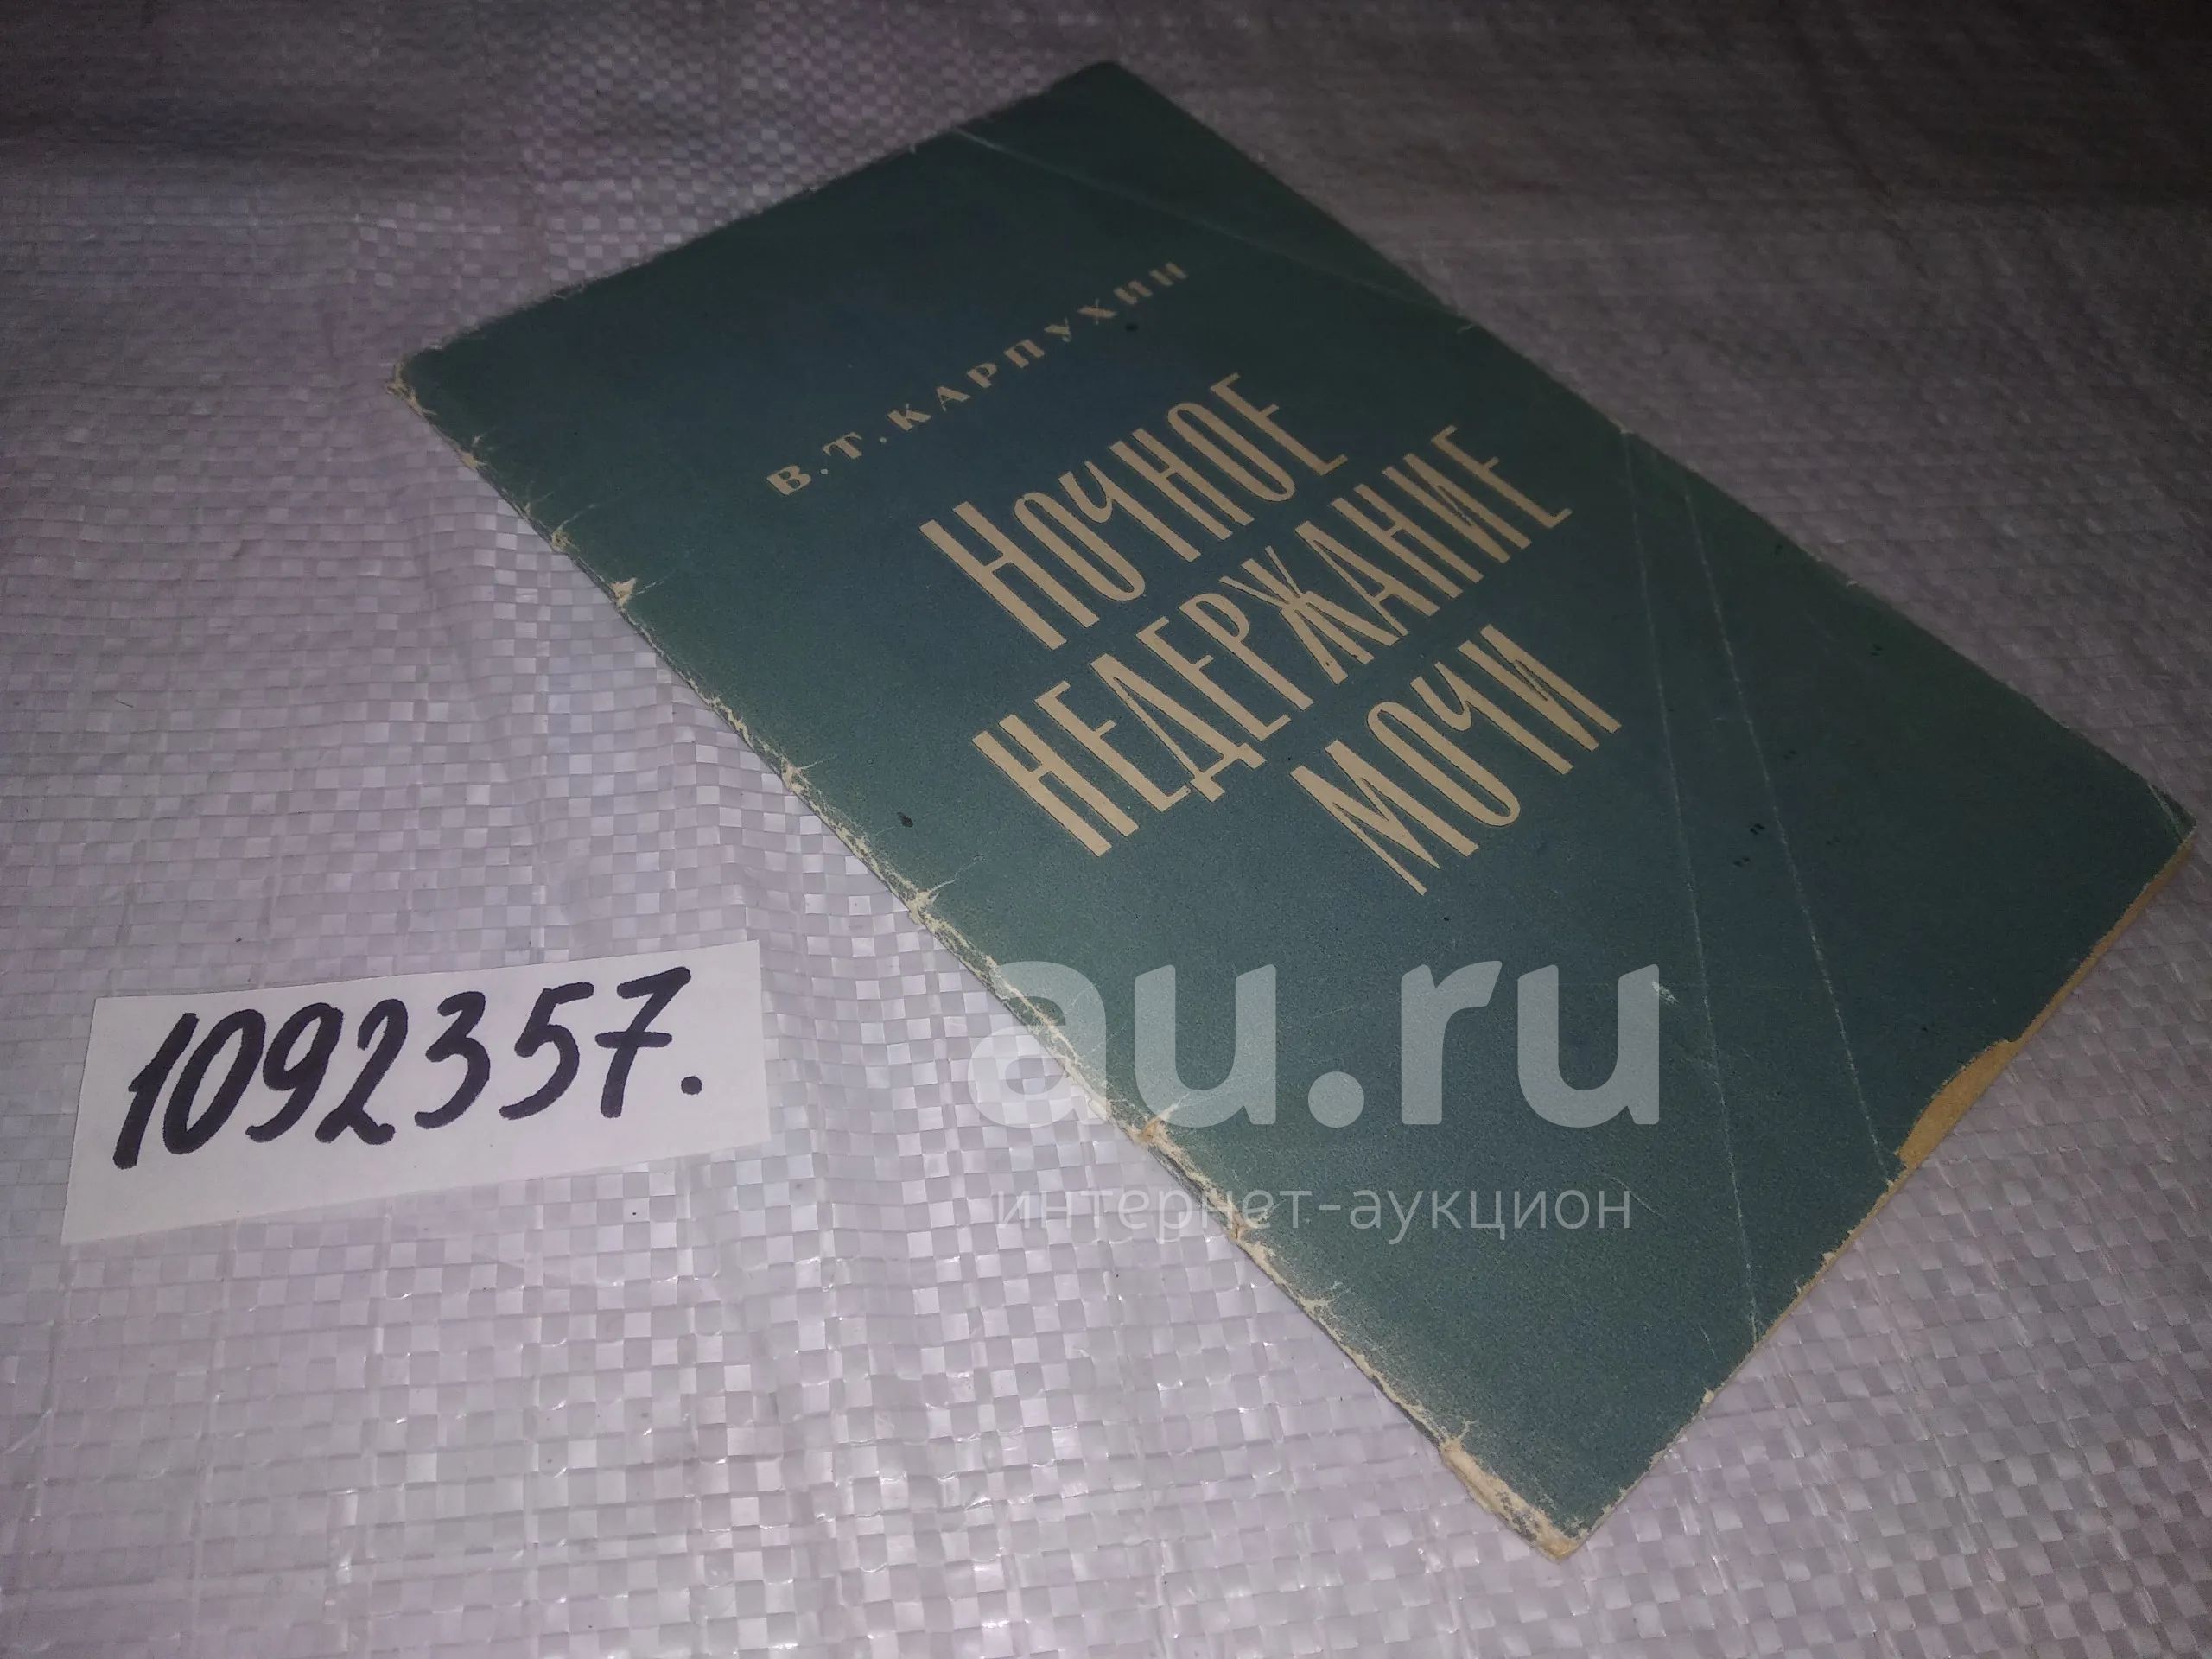 В.Т.КАРПУХИН
НОЧНОЕ
НЕДЕРЖАНИЕ
МОЧИ
1092357.
au.ru
интернет-аукцион